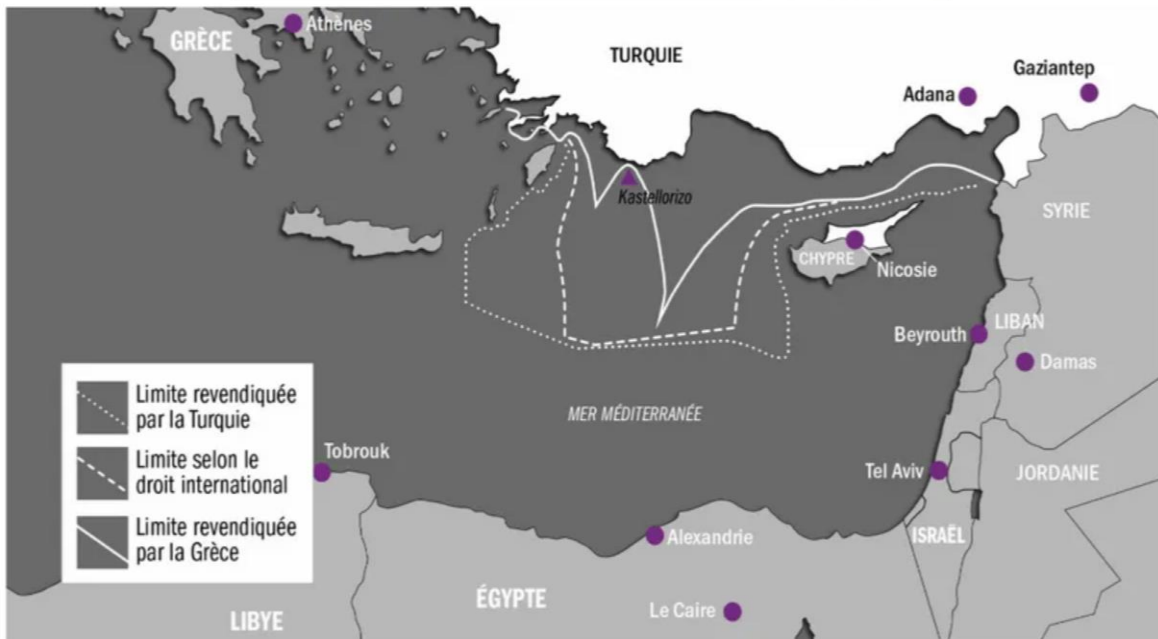 Athènes
GRÈCE
TURQUIE
Gaziantep
Adana
Kastellorizo
SYRIE
CHYPRE
Nicosie
LIBAN
Beyrouth
Damas
Limite revendiquée
par la Turquie
Limite selon le
droit international
Limite revendiquée
par la Grèce
MER MÉDITERRANÉE
Tobrouk
Tel Aviv
JORDANIE
ISRAËL
Alexandrie
ÉGYPTE
Le Caire
LIBYE